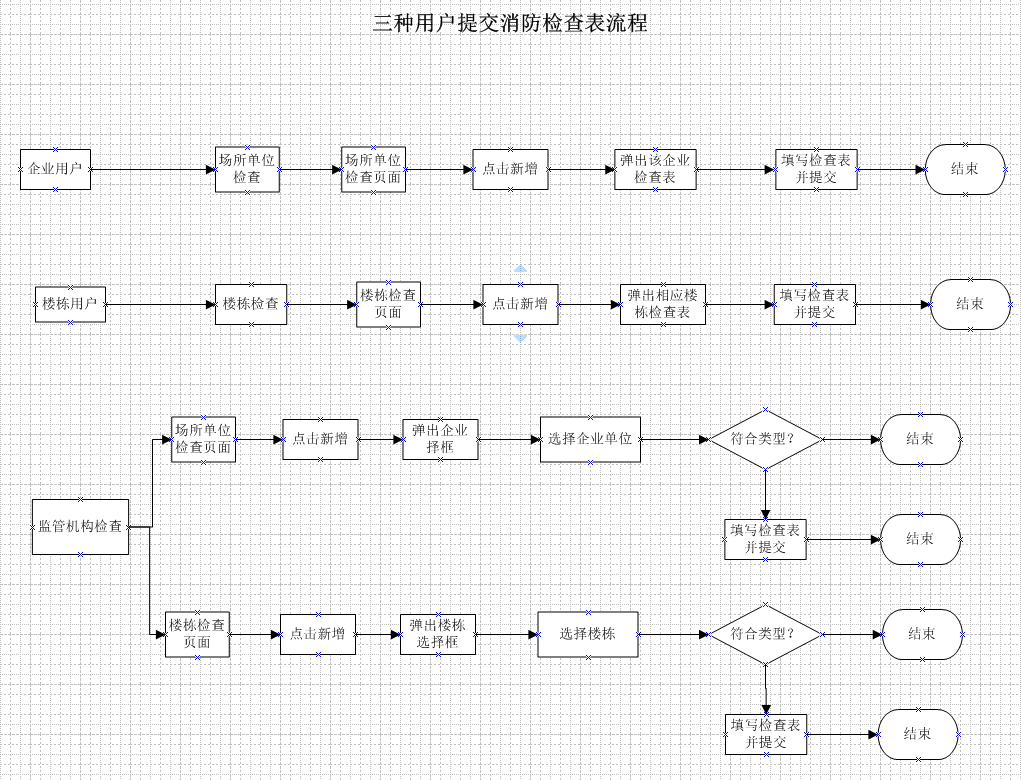 三种用户提交消防检查表流程
企业用户
场所单位
检查
场所单位
检查页面
点击新增
弹出该企业
检查表
填写检查表
并提交
结束
楼栋用户
楼栋检查
楼栋检查
页面
点击新增
弹出相应楼
栋检查表
填写检查表
并提交
结束
监管机构检查
场所单位
检查页面
点击新增
弹出企业
择框
选择企业单位
符合类型?
结束
填写检查表
并提交
结束
楼栋检查
页面
点击新增
弹出楼栋
选择框
选择楼栋
符合类型?
结束
填写检查表
并提交
结束